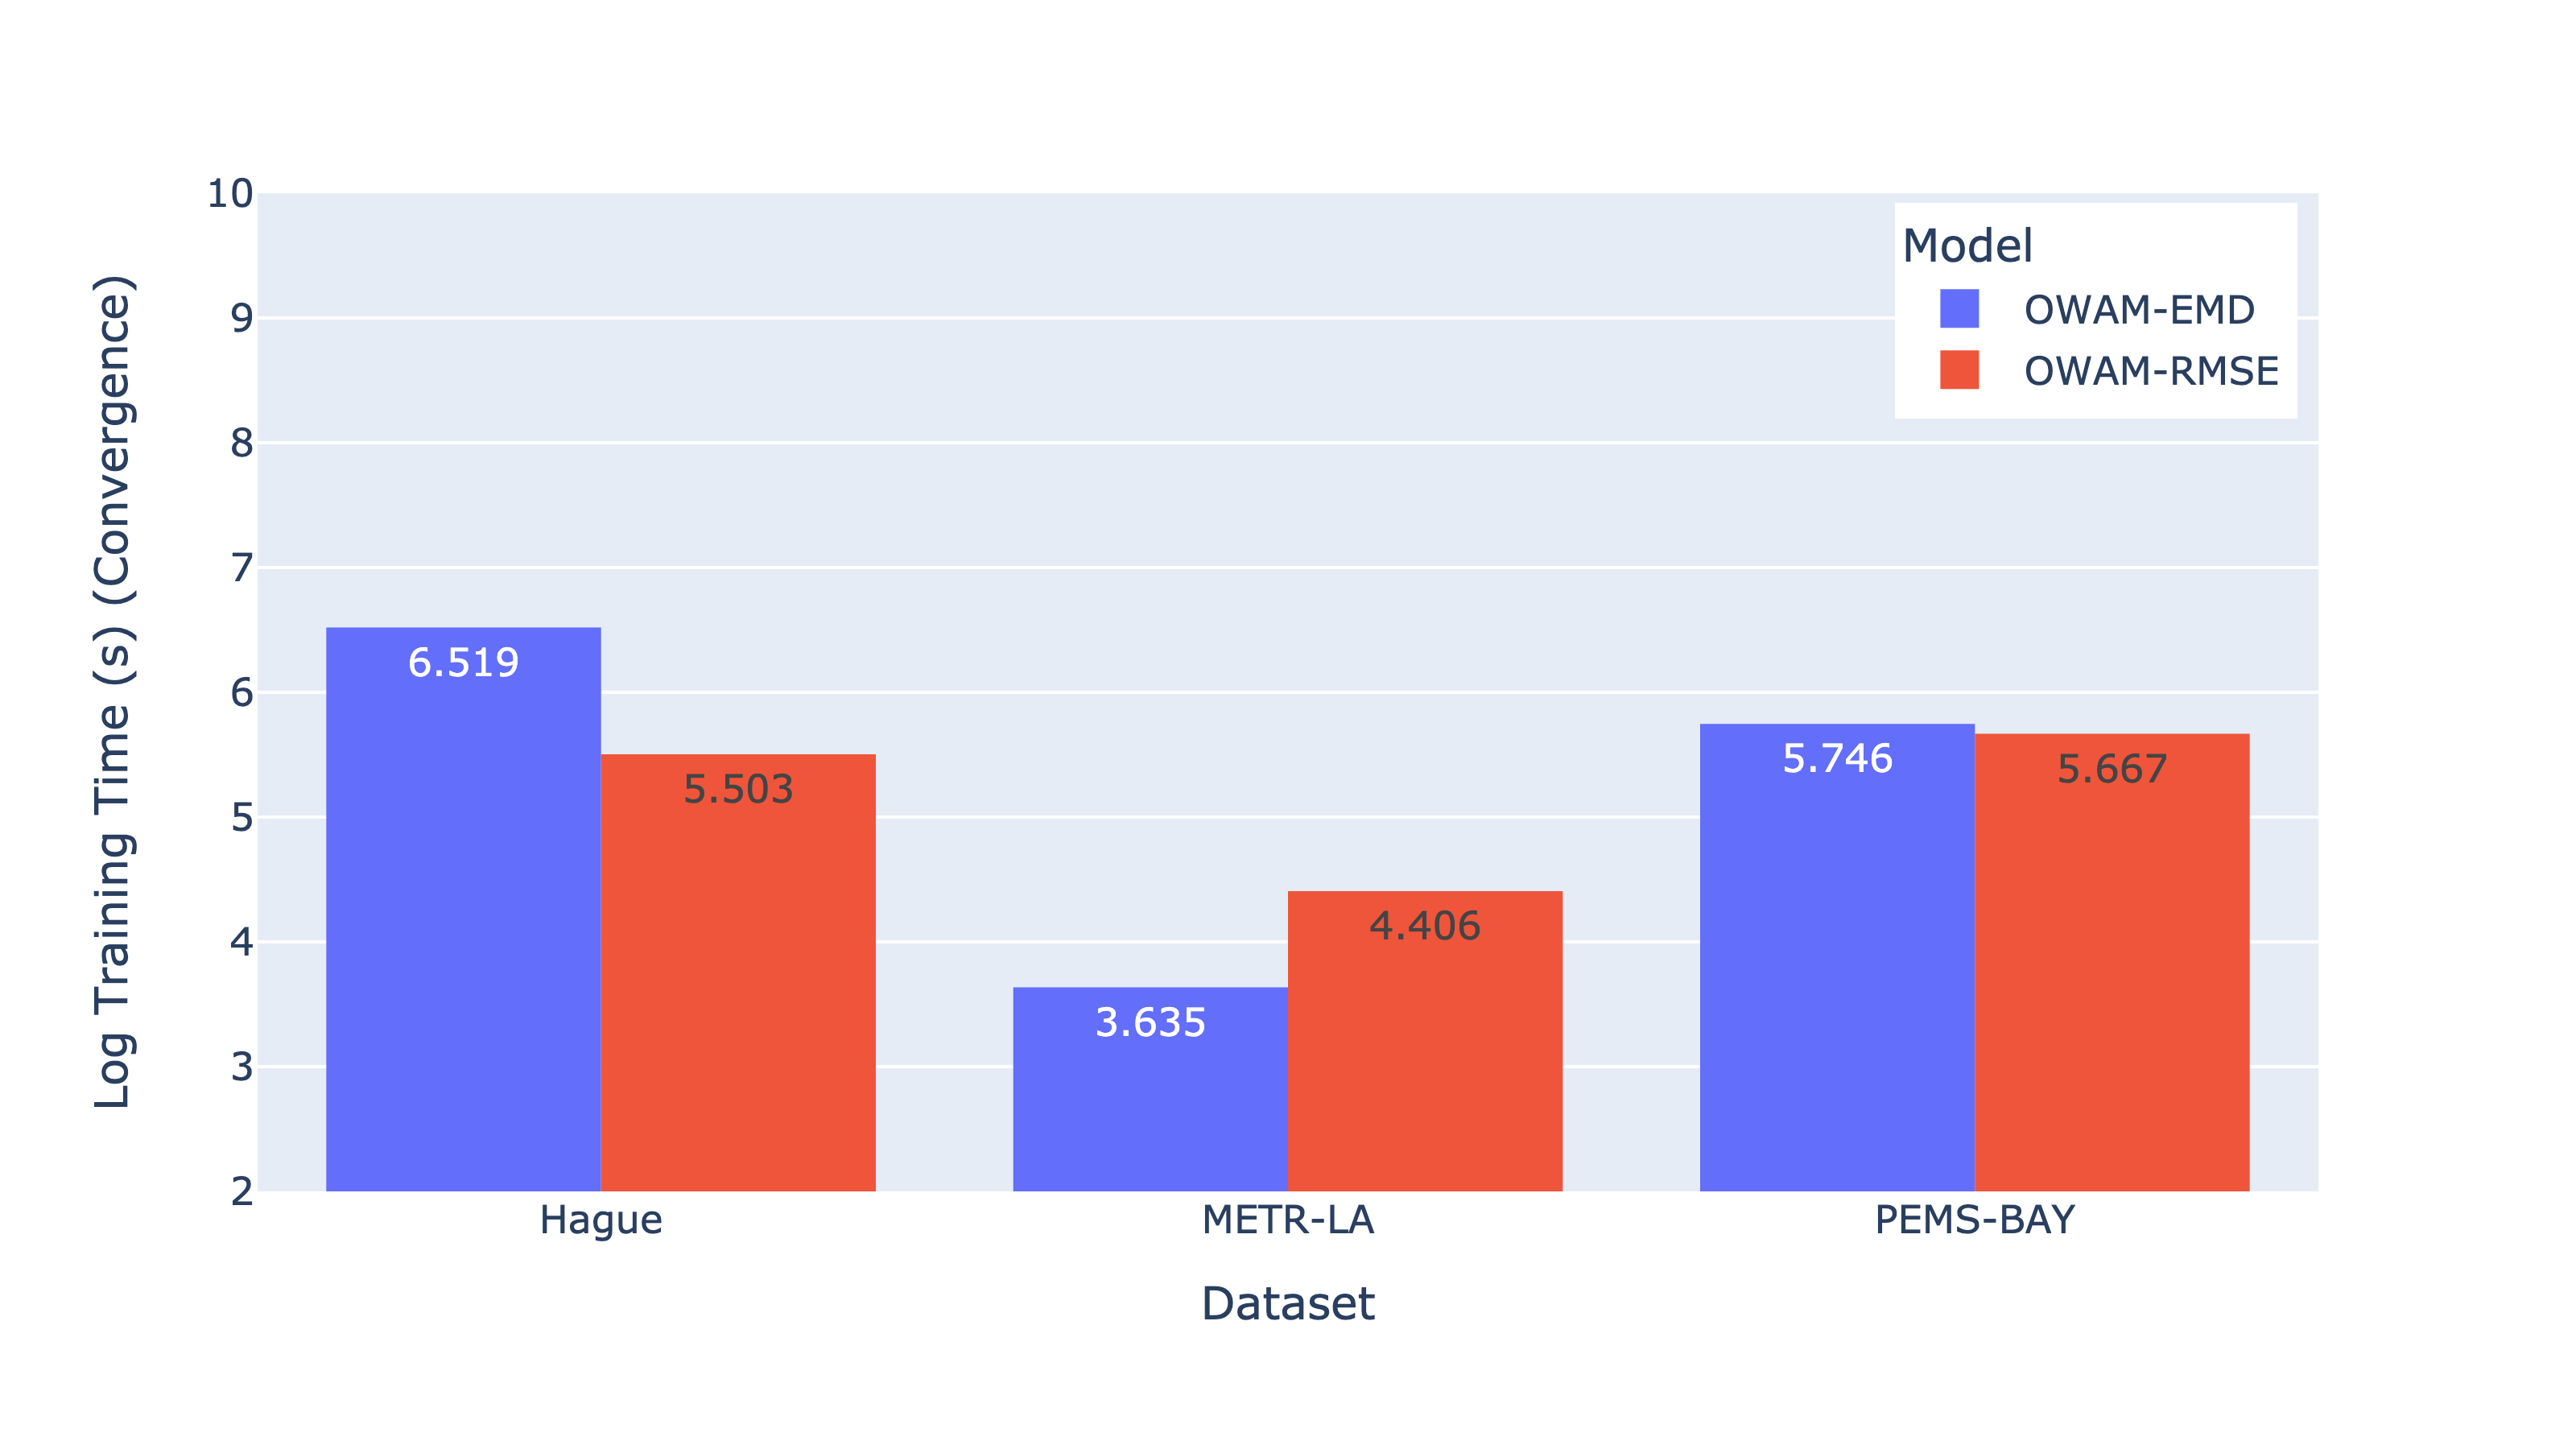 10
9
8
7
6
5
4
3
2
Log Training Time (s) (Convergence)
Model
OWAM-EMD
OWAM-RMSE
6.519
5.503
3.635
4.406
5.746
5.667
Hague
METR-LA
PEMS-BAY
Dataset